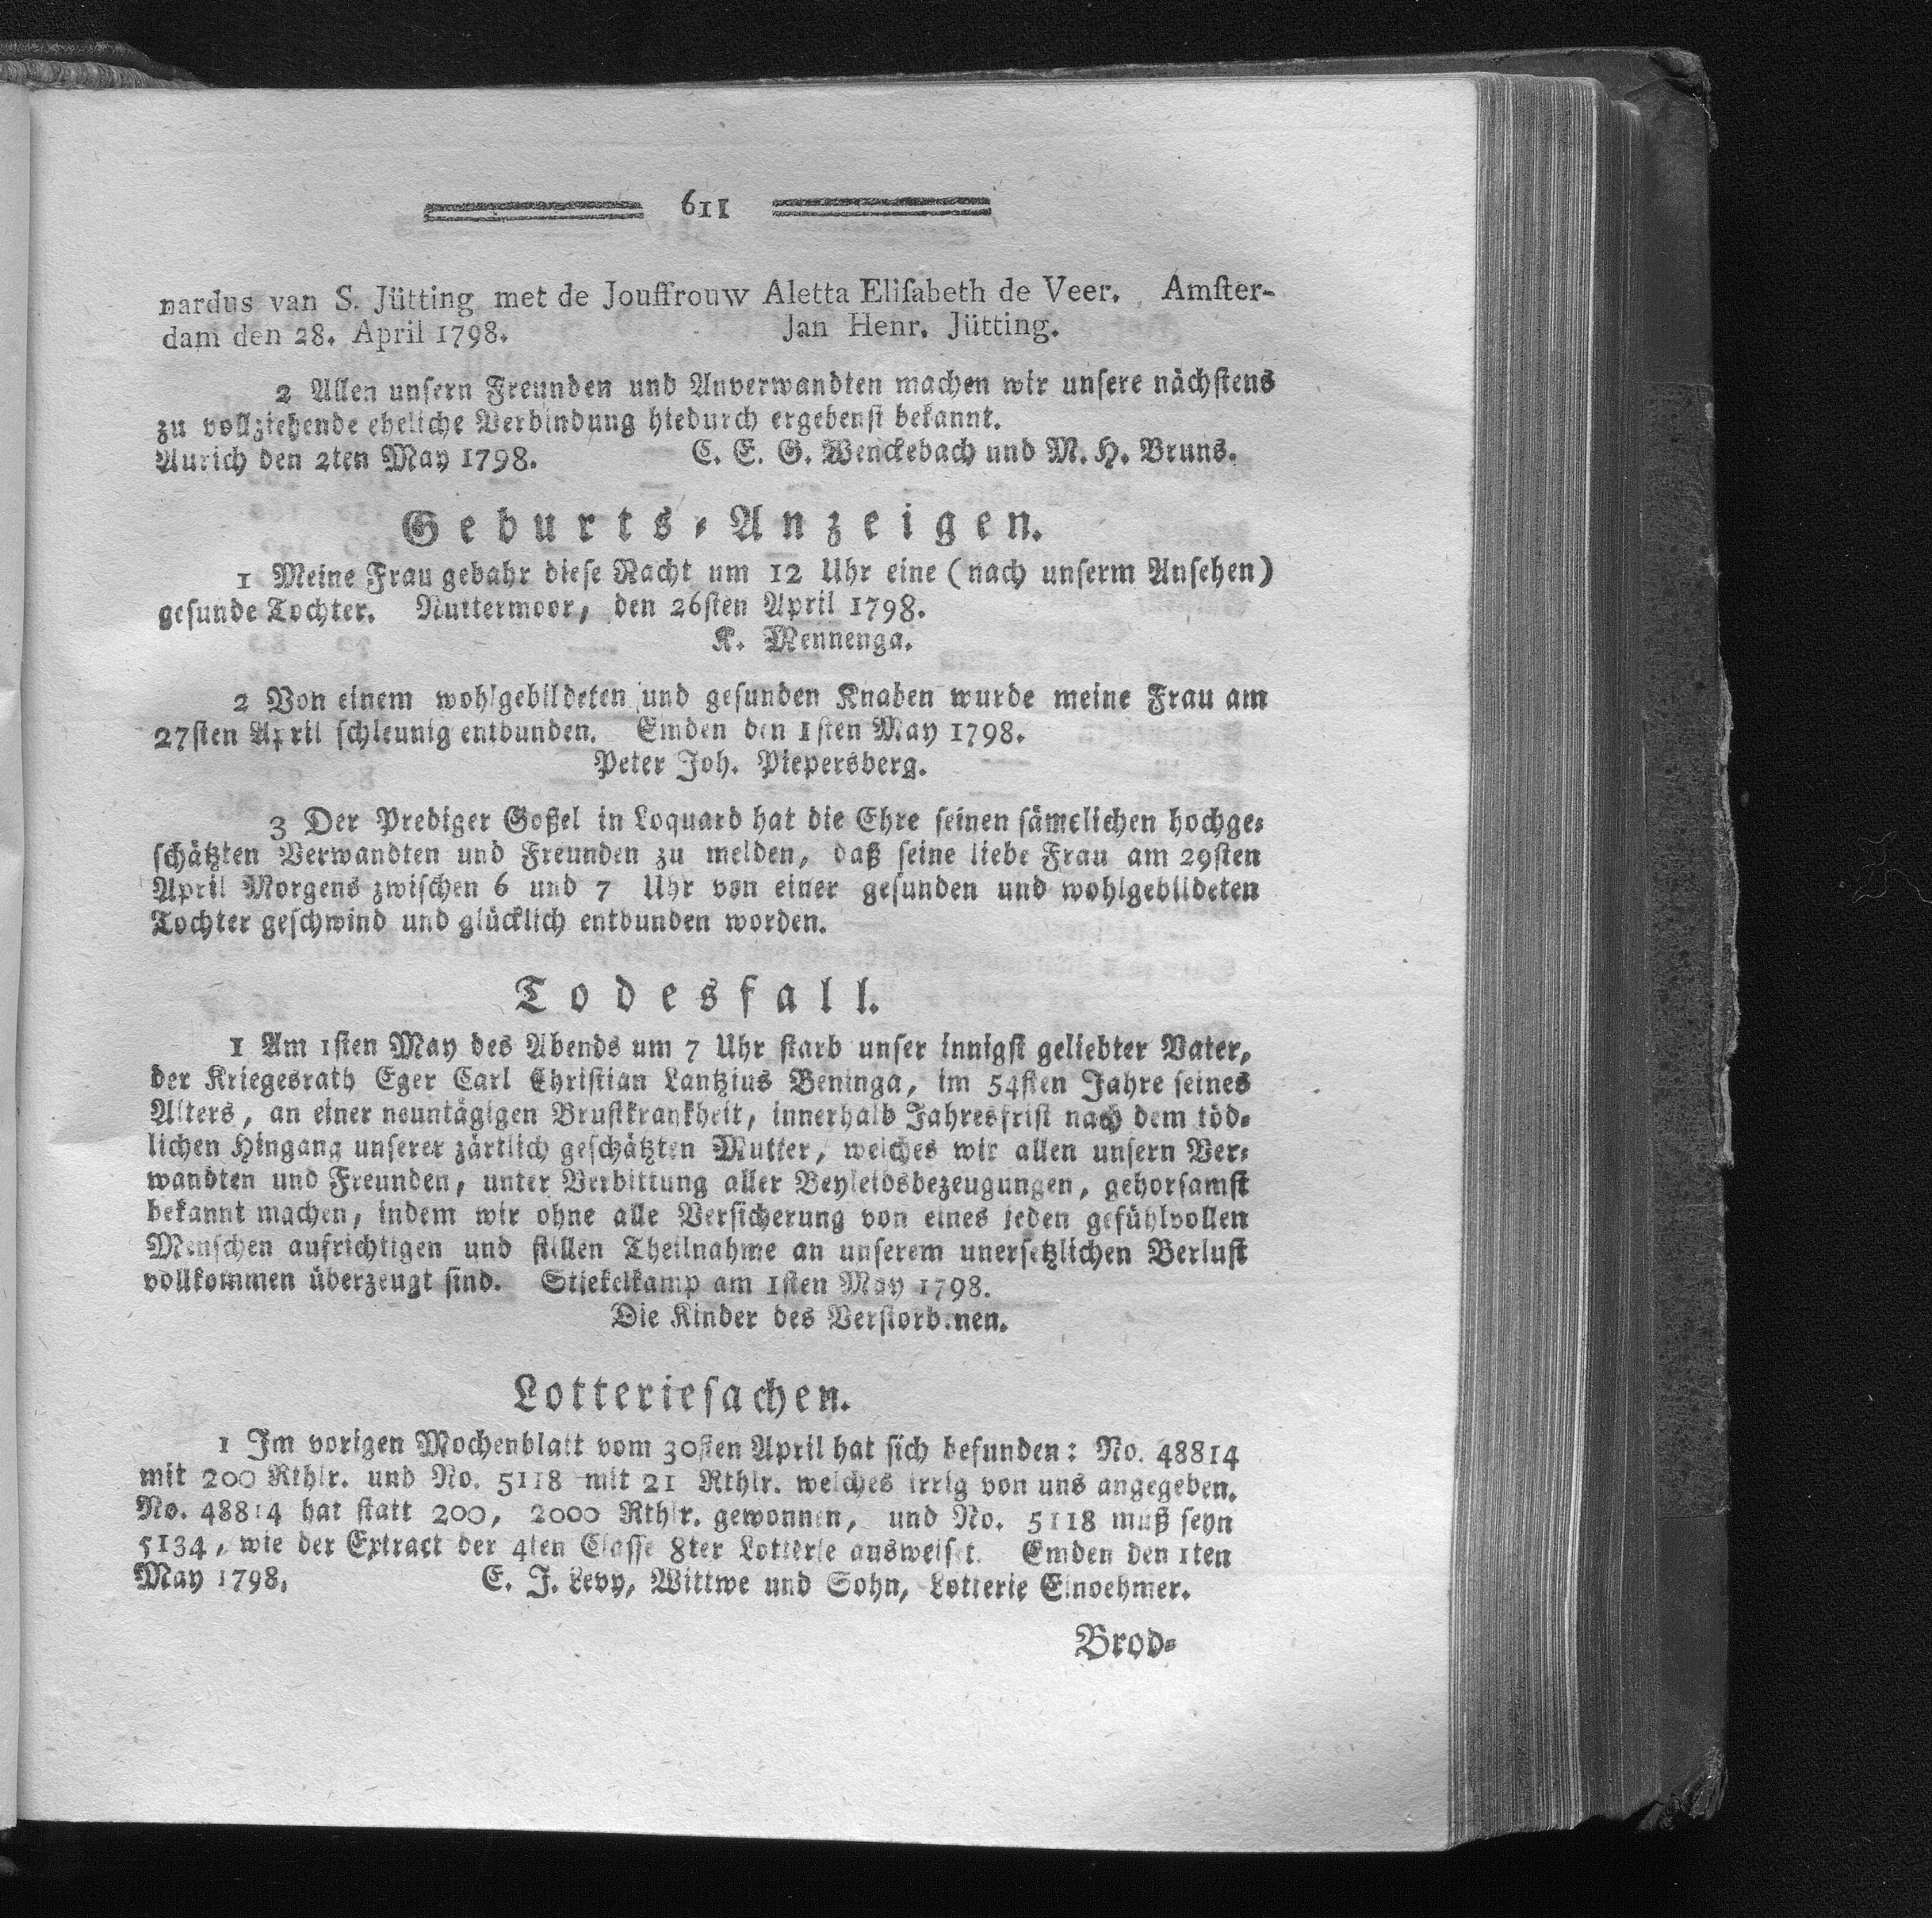 611
nardus van S. Jütting met de Jouffrouw Aletta Eliſabeth de Veer. Amſter-
dam den 28. April 1798. Jan Henr. Jütting.
2 Allen unſern Freunden und Anverwandten machen wir unſere nächſtens
zu vollziehende eheliche Verbindung hiedurch ergebenſt bekannt.
Aurich den 2ten May 1798. C. E. G. Wenckebach und M. H. Bruns.
Geburts-Anzeigen.
1 Meine Frau gebahr dieſe Nacht um 12 Uhr eine (nach unſerm Anſehen)
geſunde Tochter. Nuttermoor, den 26ſten April 1798.
K. Mennenga.
2 Von einem wohlgebildeten und geſunden Knaben wurde meine Frau am
27ſten April ſchleunig entbunden. Emden den 1ſten May 1798.
Peter Joh. Piepersberg.
3 Der Prediger Goßel in Loquard hat die Ehre ſeinen ſämtlichen hochge-
ſchätzten Verwandten und Freunden zu melden, daß ſeine liebe Frau am 29ſten
April Morgens zwiſchen 6 und 7 Uhr von einer geſunden und wohlgebildeten
Tochter geſchwind und glücklich entbunden worden.
Todesfall.
1 Am 1ſten May des Abends um 7 Uhr ſtarb unſer innigſt geliebter Vater,
der Kriegesrath Eger Carl Chriſtian Lantzius Beninga, im 54ſten Jahre ſeines
Alters, an einer neuntägigen Bruſtkrankheit, innerhalb Jahresfriſt nach dem töd-
lichen Hingang unſerer zärtlich geſchätzten Mutter, welches wir allen unſern Ver-
wandten und Freunden, unter Verbittung aller Beyleidsbezeugungen, gehorſamſt
bekannt machen, indem wir ohne alle Verſicherung von eines jeden gefühlvollen
Menſchen aufrichtigen und ſtillen Theilnahme an unſerem unerſetzlichen Verluſt
vollkommen überzeugt ſind. Stiekelkamp am 1ſten May 1798.
Die Kinder des Verſtorbenen.
Lotterieſachen.
1 Im vorigen Wochenblatt vom 30ſten April hat ſich befunden: No. 48814
mit 200 Rthlr. und No. 5118 mit 21 Rthlr. welches irrig von uns angegeben.
No. 48814 hat ſtatt 200, 2000 Rthlr. gewonnen, und No. 5118 muß ſeyn
5134, wie der Extract der 4ten Claſſe 8ter Lotterie ausweiſet. Emden den 1ten
May 1798. E. J. Levy, Wittwe und Sohn, Lotterie Einnehmer.
Brod-